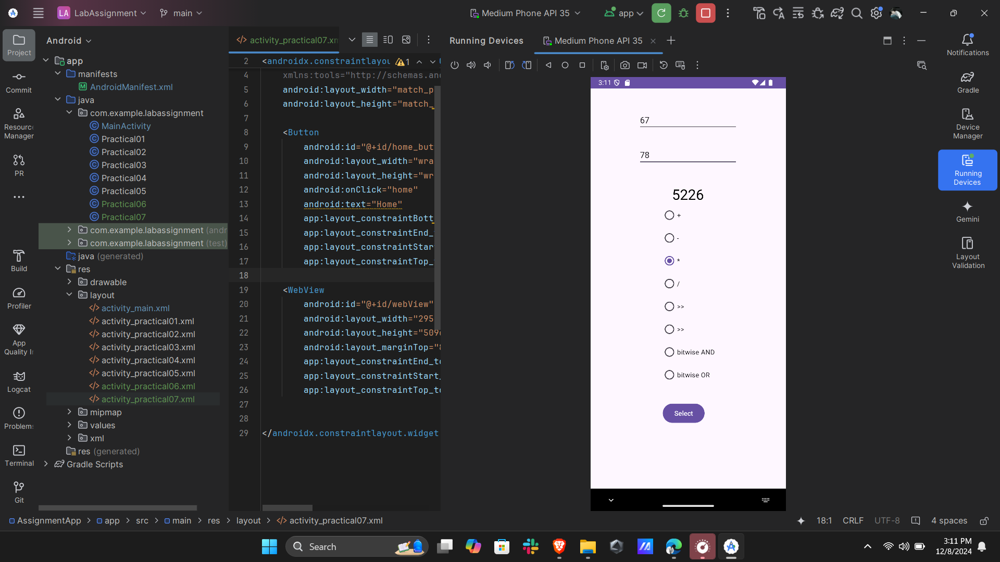 LA LabAssignment main
Medium Phone API 35 app
Project
Commit
Resource
Manager
PR
Build
Profiler
App
Quality
Logcat
Problems
Terminal
Git
Android
app
manifests
AndroidManifest.xml
java
com.example.labassignment
MainActivity
Practical01
Practical02
Practical03
Practical04
Practical05
Practical06
Practical07
com.example.labassignment (andr
com.example.labassignment (test)
java (generated)
res
drawable
layout
activity_main.xml
activity_practical01.xml
activity_practical02.xml
activity_practical03.xml
activity_practical04.xml
activity_practical05.xml
activity_practical06.xml
activity_practical07.xml
mipmap
values
xml
res (generated)
Gradle Scripts
activity_practical07.xm
2 <androidx.constraintlayou 1
4 xmlns:tools="http://schemas.an
5 android:layout_width="match_p
6 android:layout_height="match_
7
8 <Button
9 android:id="@+id/home_but
10 android:layout_width="wra
11 android:layout_height="wr
12 android:onClick="home"
13 android:text="Home"
14 app:layout_constraintBott
15 app:layout_constraintEnd_
16 app:layout_constraintStar
17 app:layout_constraintTop_
18
19 <WebView
20 android:id="@+id/webView"
21 android:layout_width="295
22 android:layout_height="509
23 android:layout_marginTop="8
24 app:layout_constraintEnd_to
25 app:layout_constraintStart_
26 app:layout_constraintTop_to
27
28
29 </androidx.constraintlayout.widget
Running Devices Medium Phone API 35
3:11
67
78
5226
+
-
*
/
>>
>>
bitwise AND
bitwise OR
Select
Notifications
Gradle
Device
Manager
Running
Devices
Gemini
Layout
Validation
AssignmentApp > app > src > main > res > layout > activity_practical07.xml
18:1 CRLF UTF-8 4 spaces
Search
3:11 PM
12/8/2024